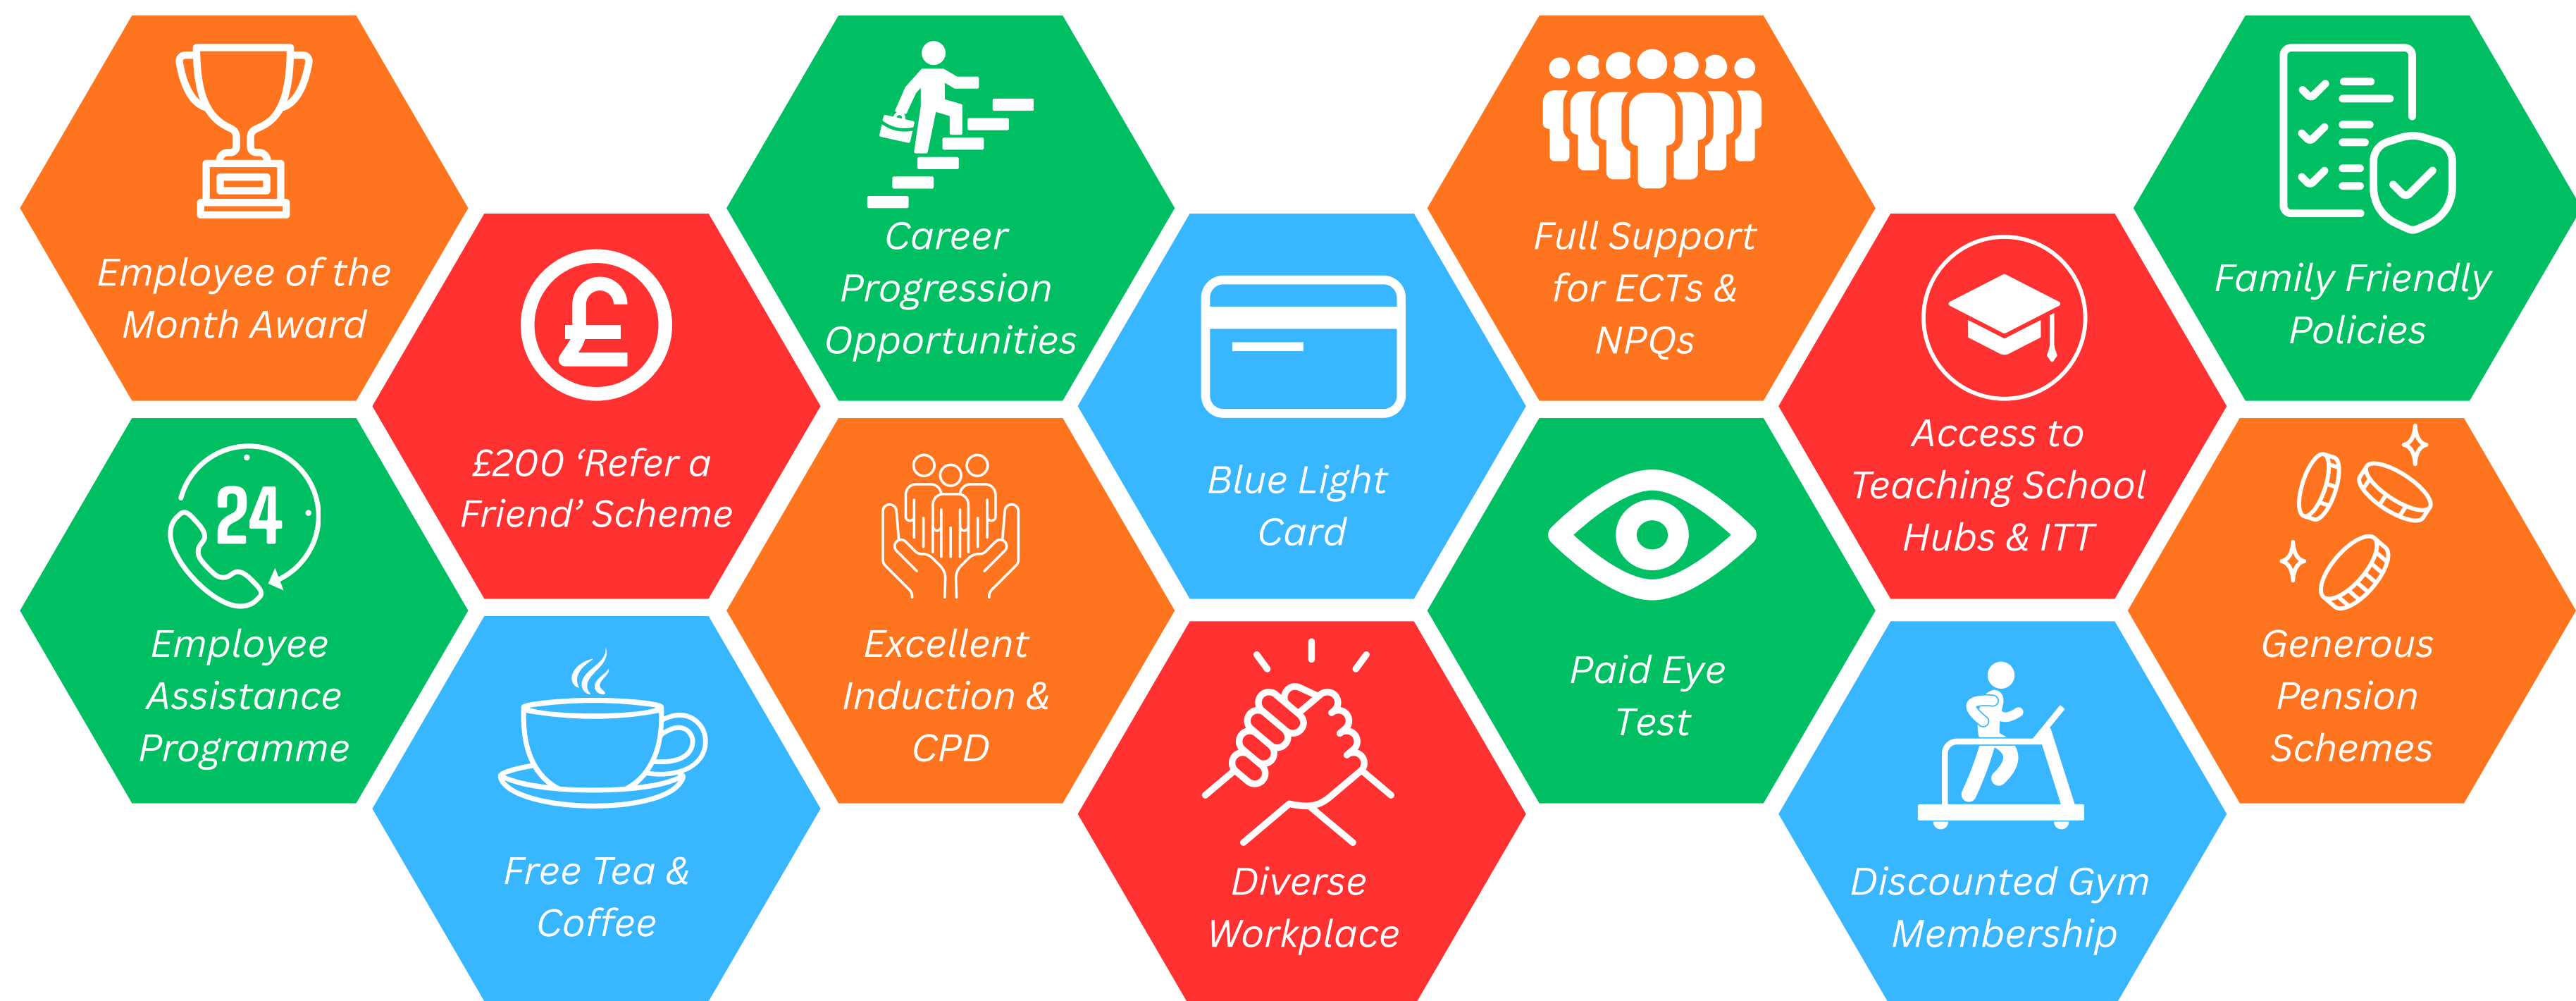 Employee of the
Month Award
24
Employee
Assistance
Programme
£
£200 ‘Refer a
Friend’ Scheme
Free Tea &
Coffee
Career
Progression
Opportunities
Excellent
Induction &
CPD
Blue Light
Card
Diverse
Workplace
Full Support
for ECTs &
NPQs
Paid Eye
Test
Access to
Teaching School
Hubs & ITT
Discounted Gym
Membership
Family Friendly
Policies
Generous
Pension
Schemes